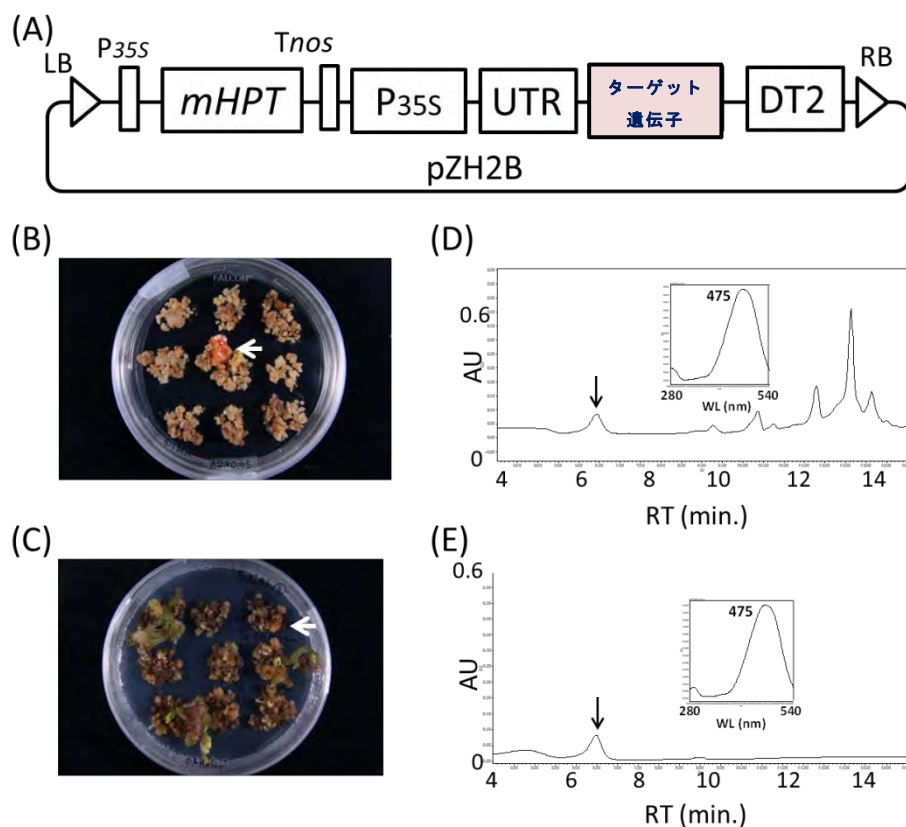 (A)
LB
P35S
mHPT
Tnos
P35S
UTR
ターゲット
遺伝子
DT2
RB
pZH2B
(B)
FALCON
(C)
(D)
0.6
AU
0
475
280
540
WL (nm)
4
6
8
10
12
14
RT (min.)
(E)
0.6
AU
0
475
280
540
WL (nm)
4
6
8
10
12
14
RT (min.)